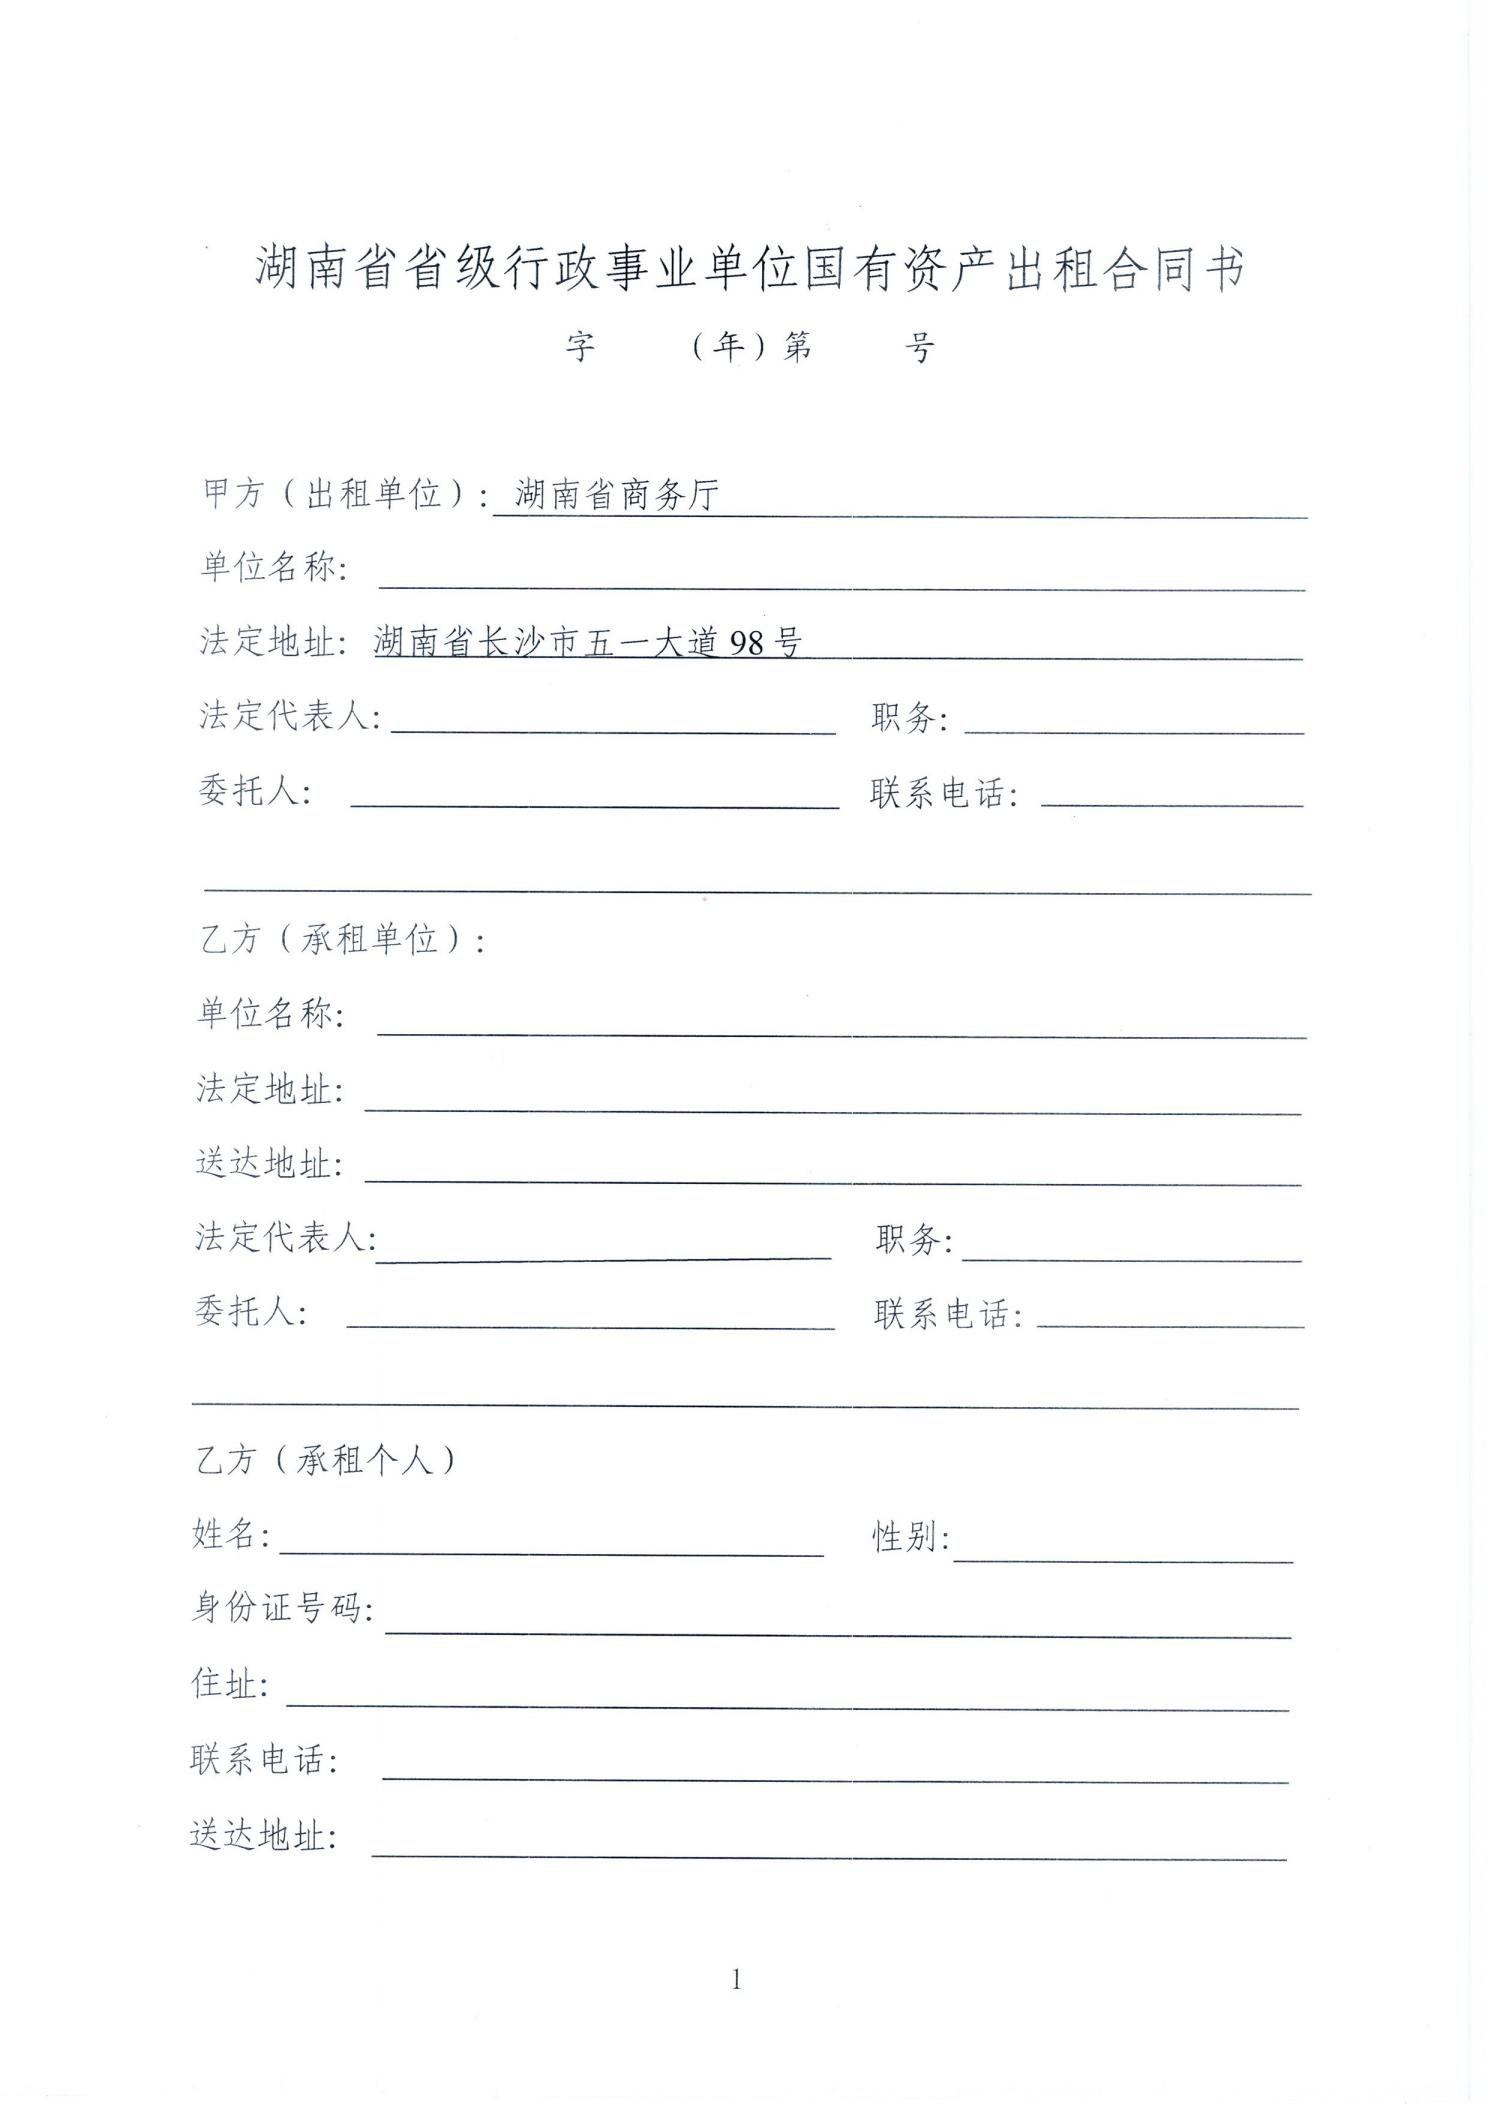 湖南省省级行政事业单位国有资产出租合同书
字 （年）第 号
甲方（出租单位）: 湖南省商务厅
单位名称:
法定地址: 湖南省长沙市五一大道 98 号
法定代表人: 职务:
委托人: 联系电话:
乙方（承租单位）:
单位名称:
法定地址:
送达地址:
法定代表人: 职务:
委托人: 联系电话:
乙方（承租个人）
姓名: 性别:
身份证号码:
住址:
联系电话:
送达地址:
1